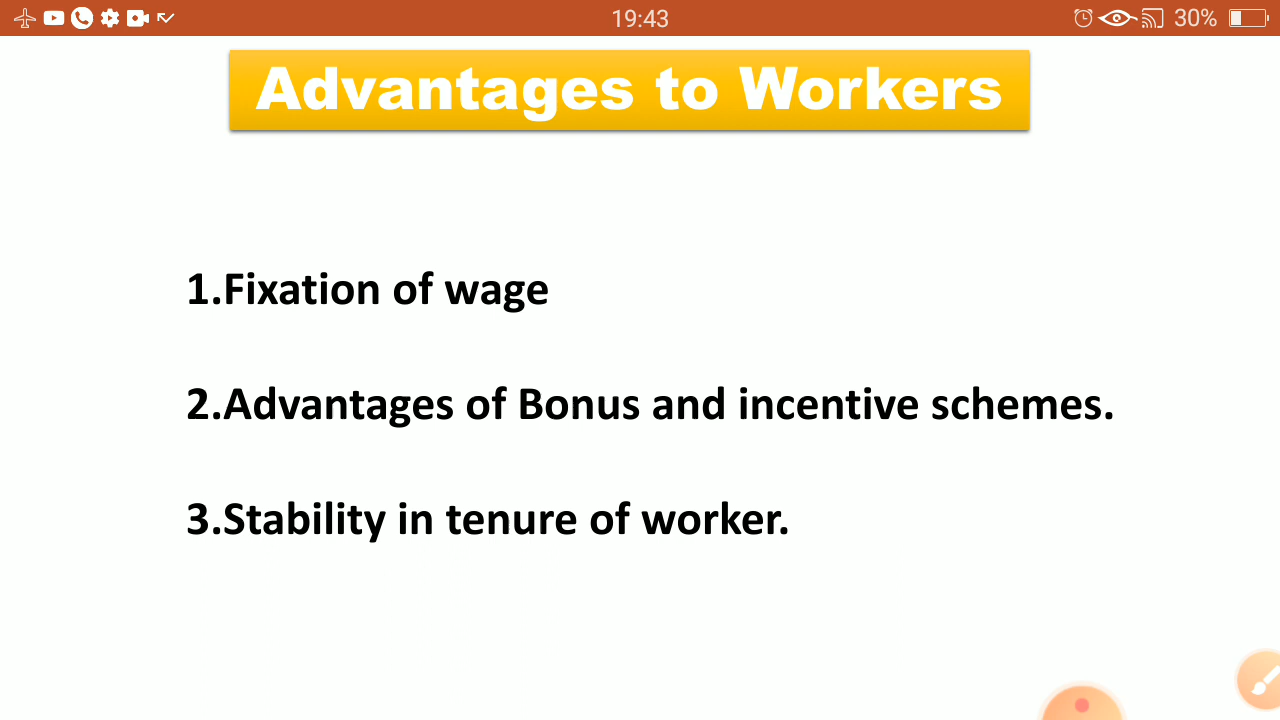 19:43
30%
Advantages to Workers
1.Fixation of wage
2.Advantages of Bonus and incentive schemes.
3.Stability in tenure of worker.